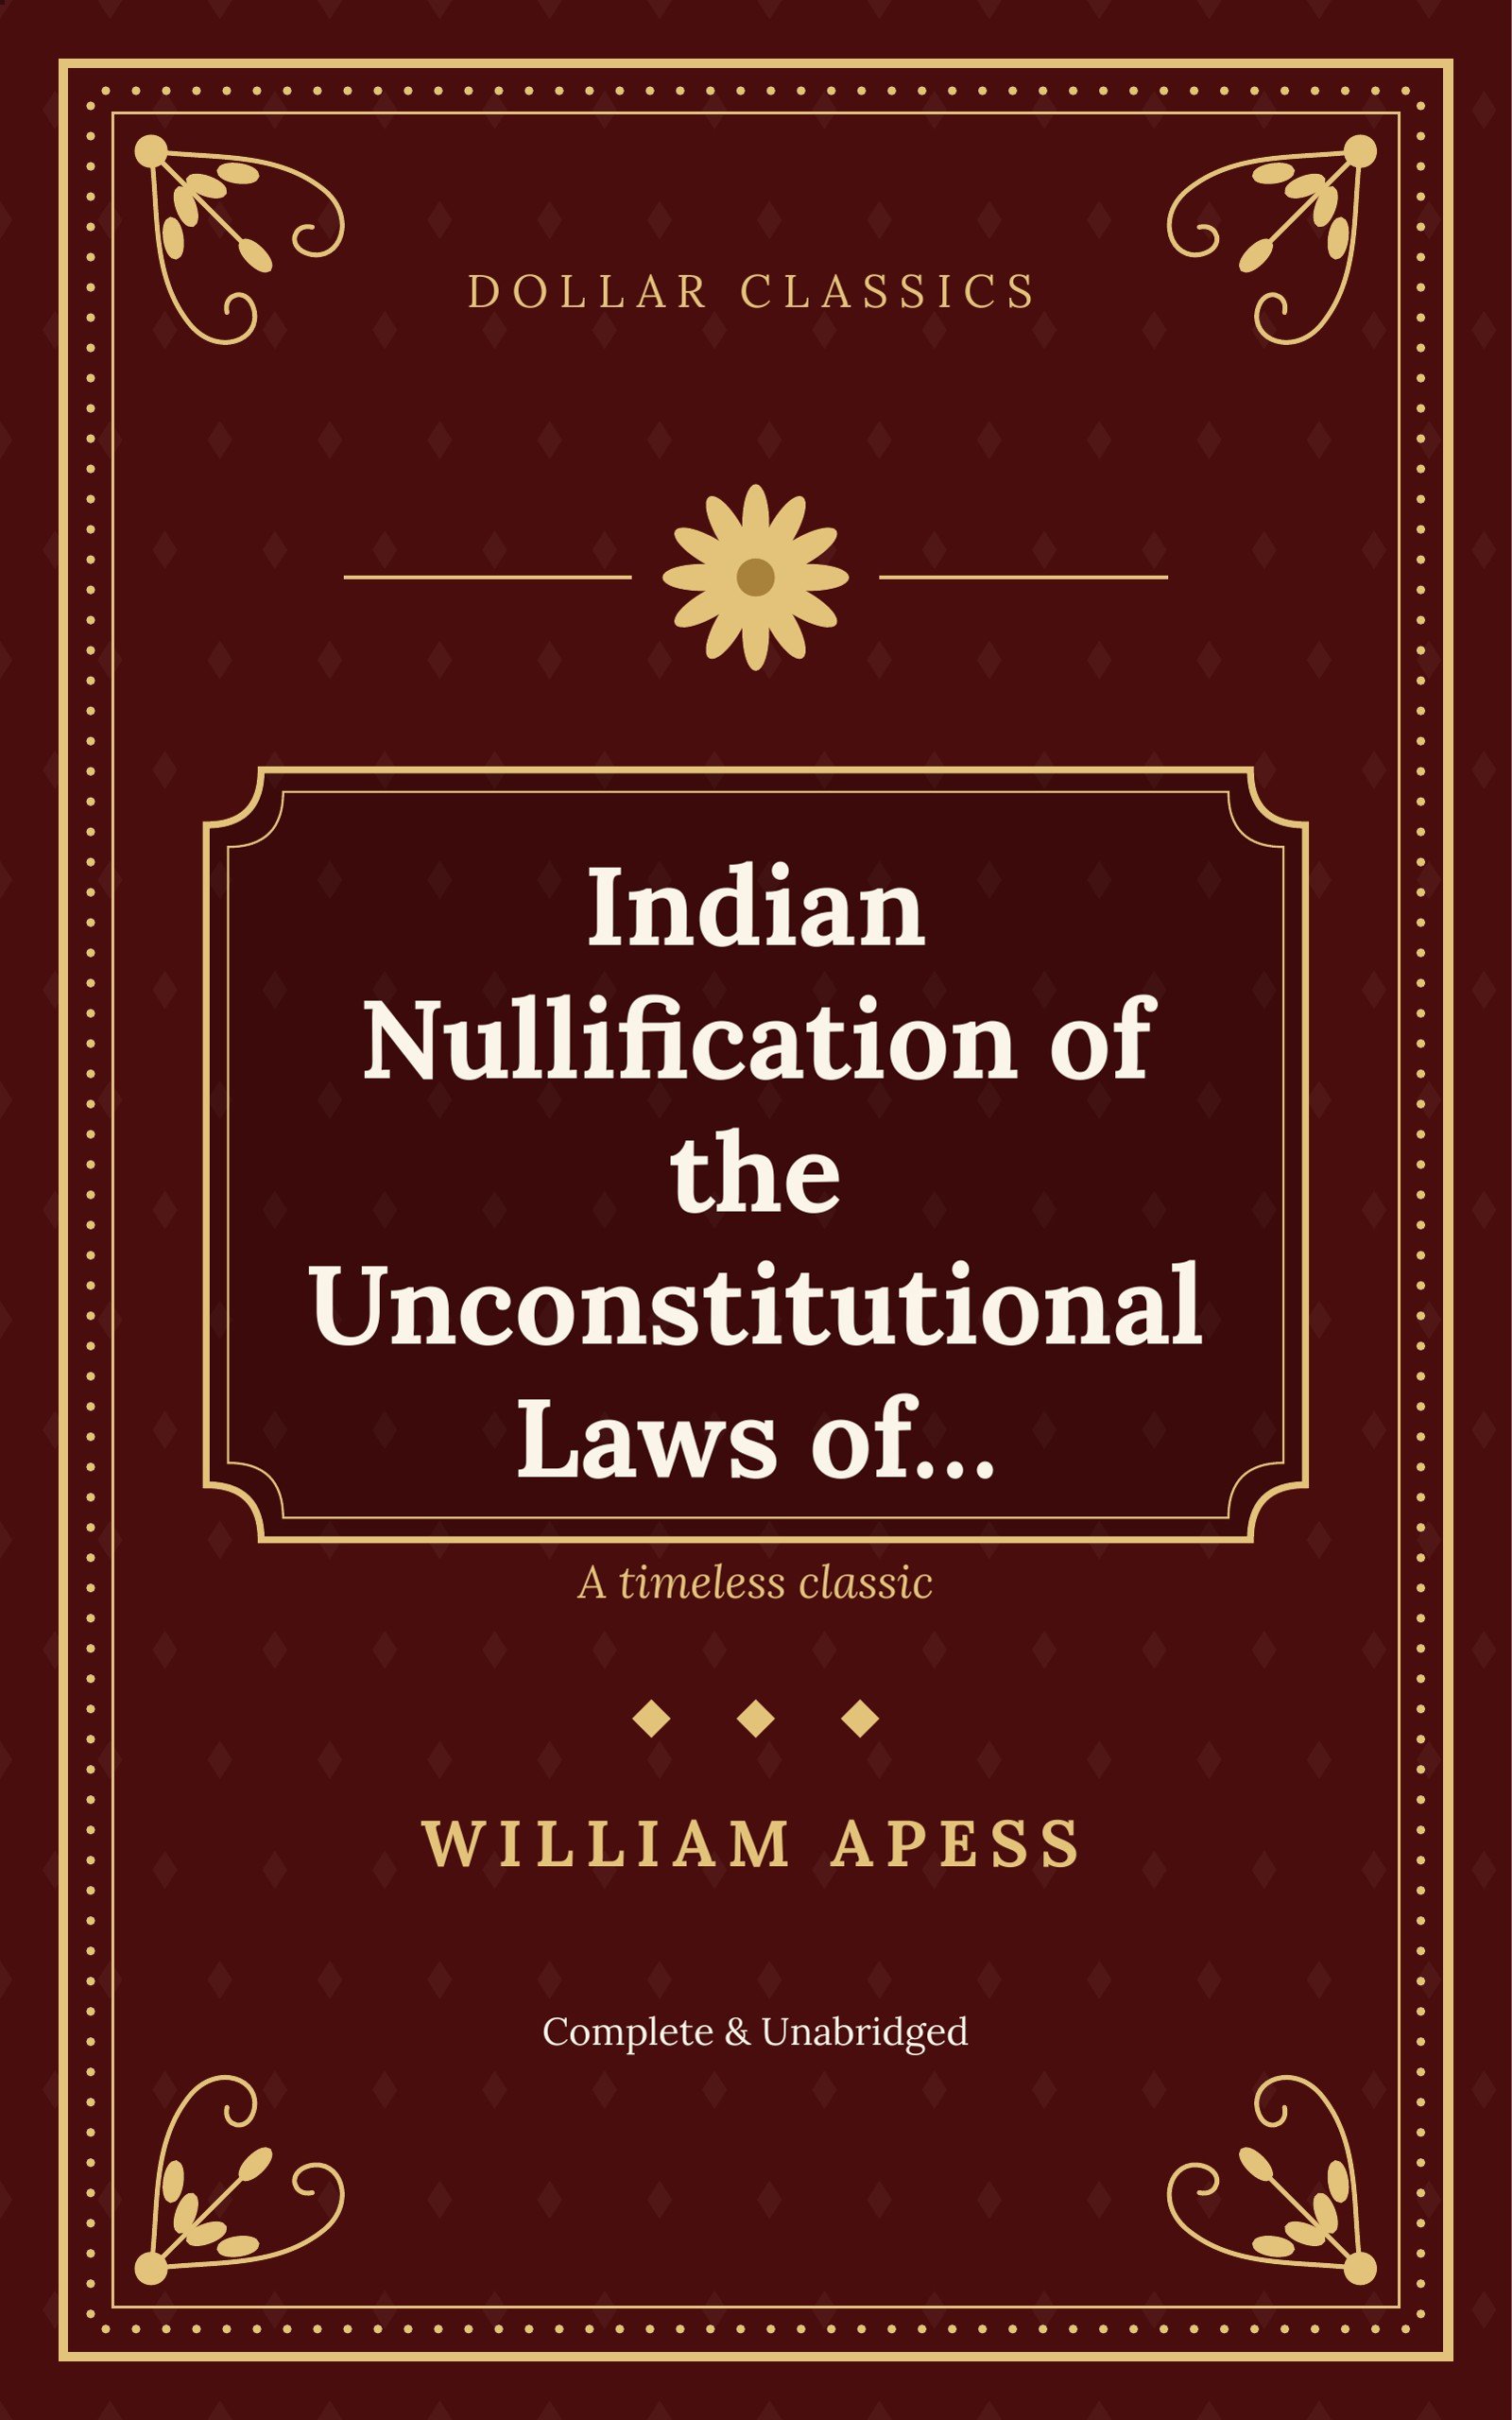 DOLLAR CLASSICS
Indian
Nullification of
the
Unconstitutional
Laws of...
A timeless classic
WILLIAM APESS
Complete & Unabridged